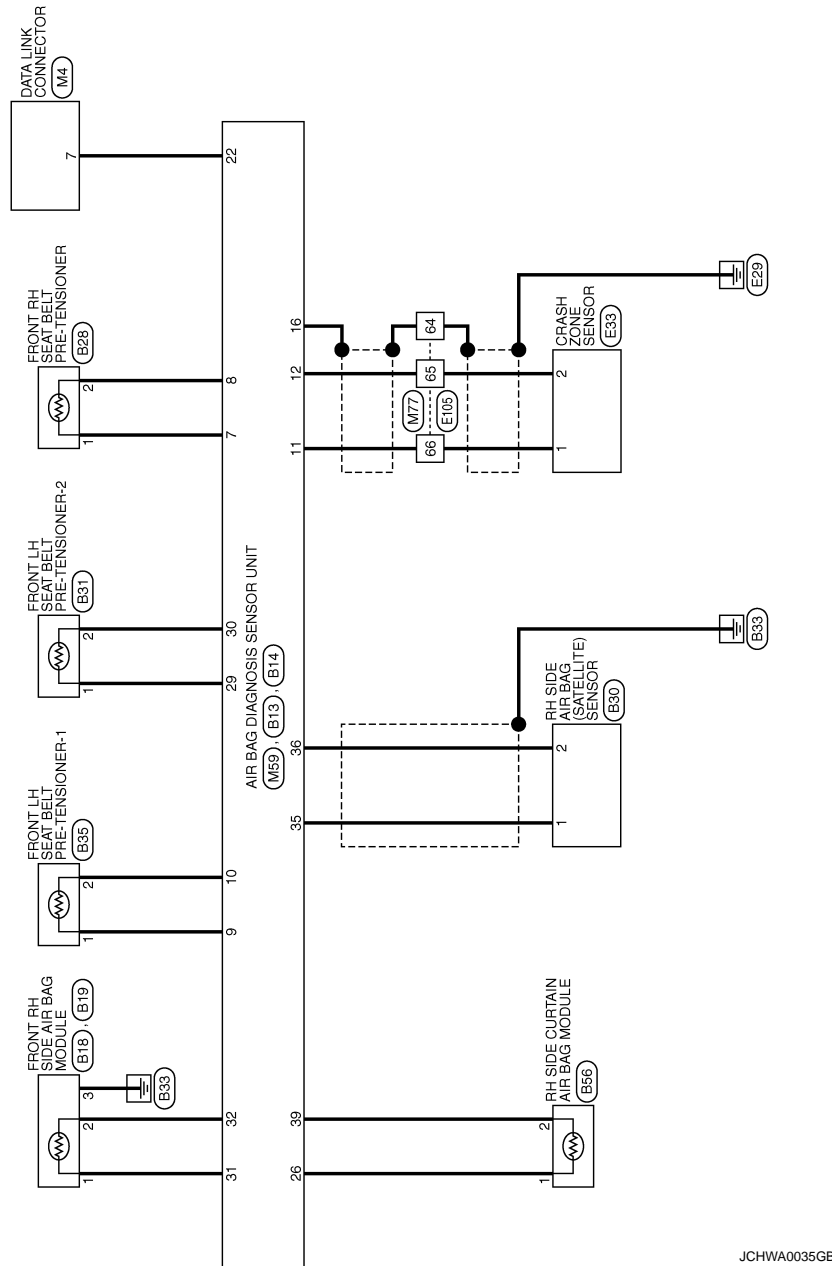 FRONT RH
SIDE AIR BAG
MODULE
B18 , B19
1
2
3
B33
FRONT LH
SEAT BELT
PRE-TENSIONER-1
B35
1
2
FRONT LH
SEAT BELT
PRE-TENSIONER-2
B31
1
2
FRONT RH
SEAT BELT
PRE-TENSIONER
B28
1
2
DATA LINK
CONNECTOR
M4
7
31
32
9
10
29
30
7
8
22
AIR BAG DIAGNOSIS SENSOR UNIT
M59 , B13 , B14
26
39
35
36
11
12
16
M77
E105
66
65
64
RH SIDE CURTAIN
AIR BAG MODULE
B56
1
2
RH SIDE
AIR BAG
(SATELLITE)
SENSOR
B30
1
2
B33
CRASH
ZONE
SENSOR
E33
1
2
E29
JCHWA0035GE